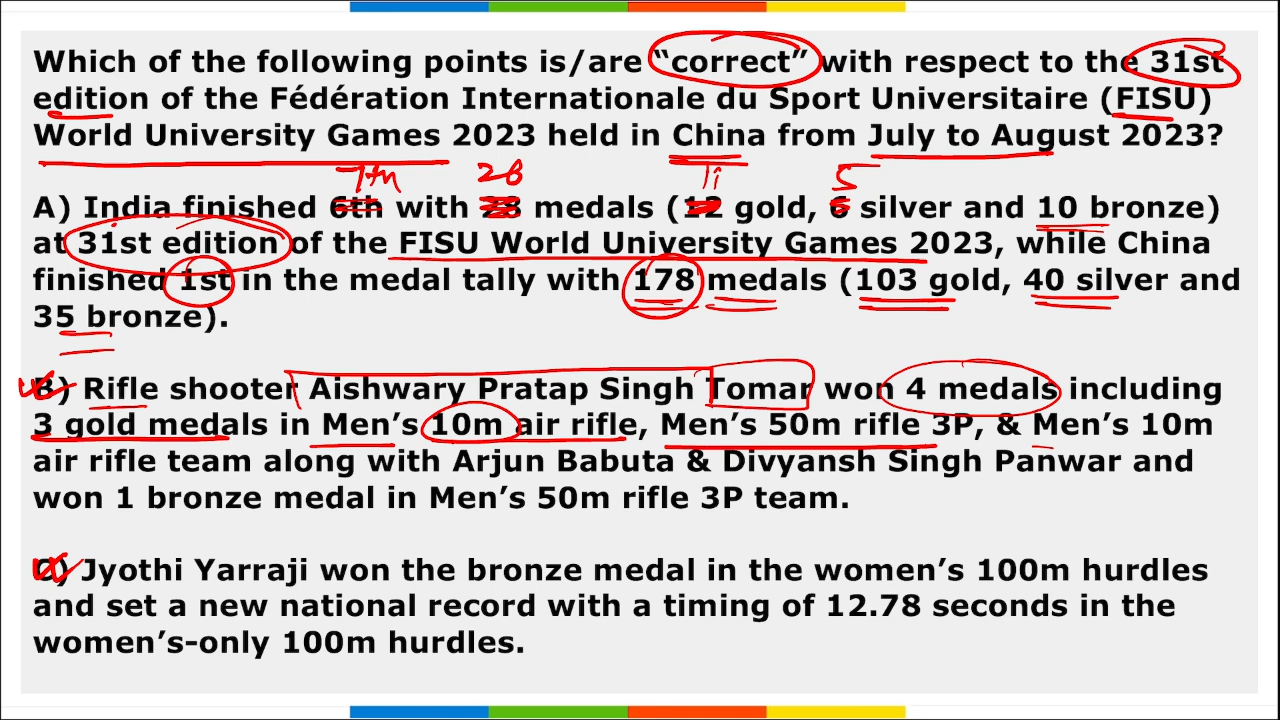 Which of the following points is/are “correct” with respect to the 31st
edition of the Fédération Internationale du Sport Universitaire (FISU)
World University Games 2023 held in China from July to August 2023?
7th 26 11 5
A) India finished 6th with 28 medals (12 gold, 6 silver and 10 bronze)
at 31st edition of the FISU World University Games 2023, while China
finished 1st in the medal tally with 178 medals (103 gold, 40 silver and
35 bronze).
B) Rifle shooter Aishwary Pratap Singh Tomar won 4 medals including
3 gold medals in Men’s 10m air rifle, Men’s 50m rifle 3P, & Men’s 10m
air rifle team along with Arjun Babuta & Divyansh Singh Panwar and
won 1 bronze medal in Men’s 50m rifle 3P team.
C) Jyothi Yarraji won the bronze medal in the women’s 100m hurdles
and set a new national record with a timing of 12.78 seconds in the
women’s-only 100m hurdles.